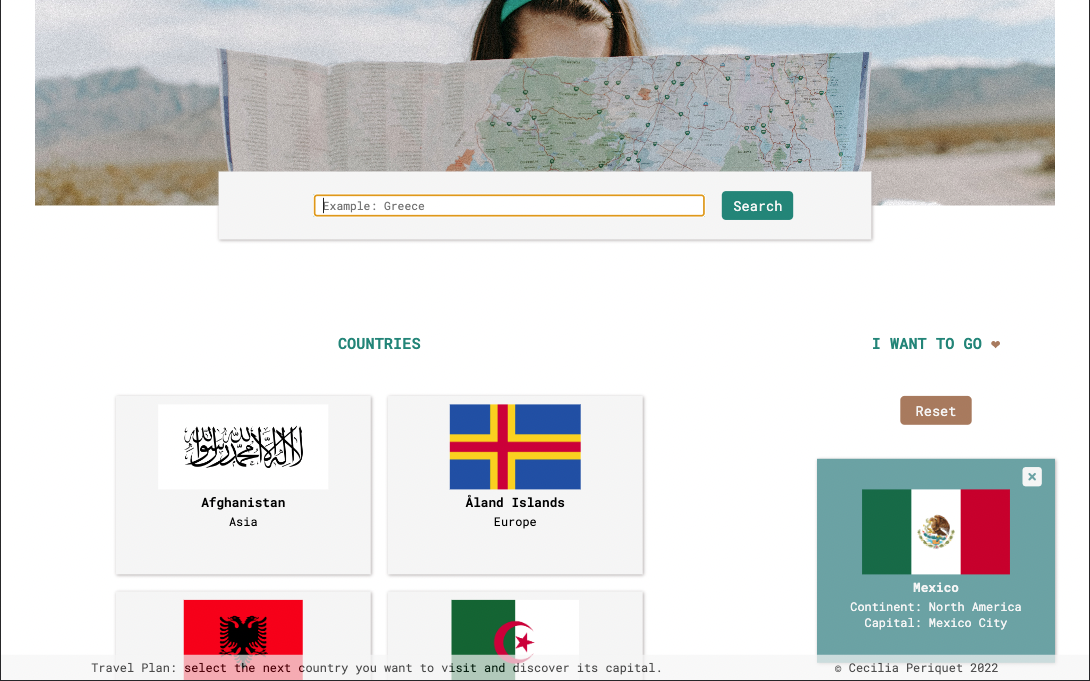 Example: Greece
Search
COUNTRIES
I WANT TO GO ❤
Reset
Afghanistan
Asia
Åland Islands
Europe
Mexico
Continent: North America
Capital: Mexico City
Travel Plan: select the next country you want to visit and discover its capital.
© Cecilia Periquet 2022